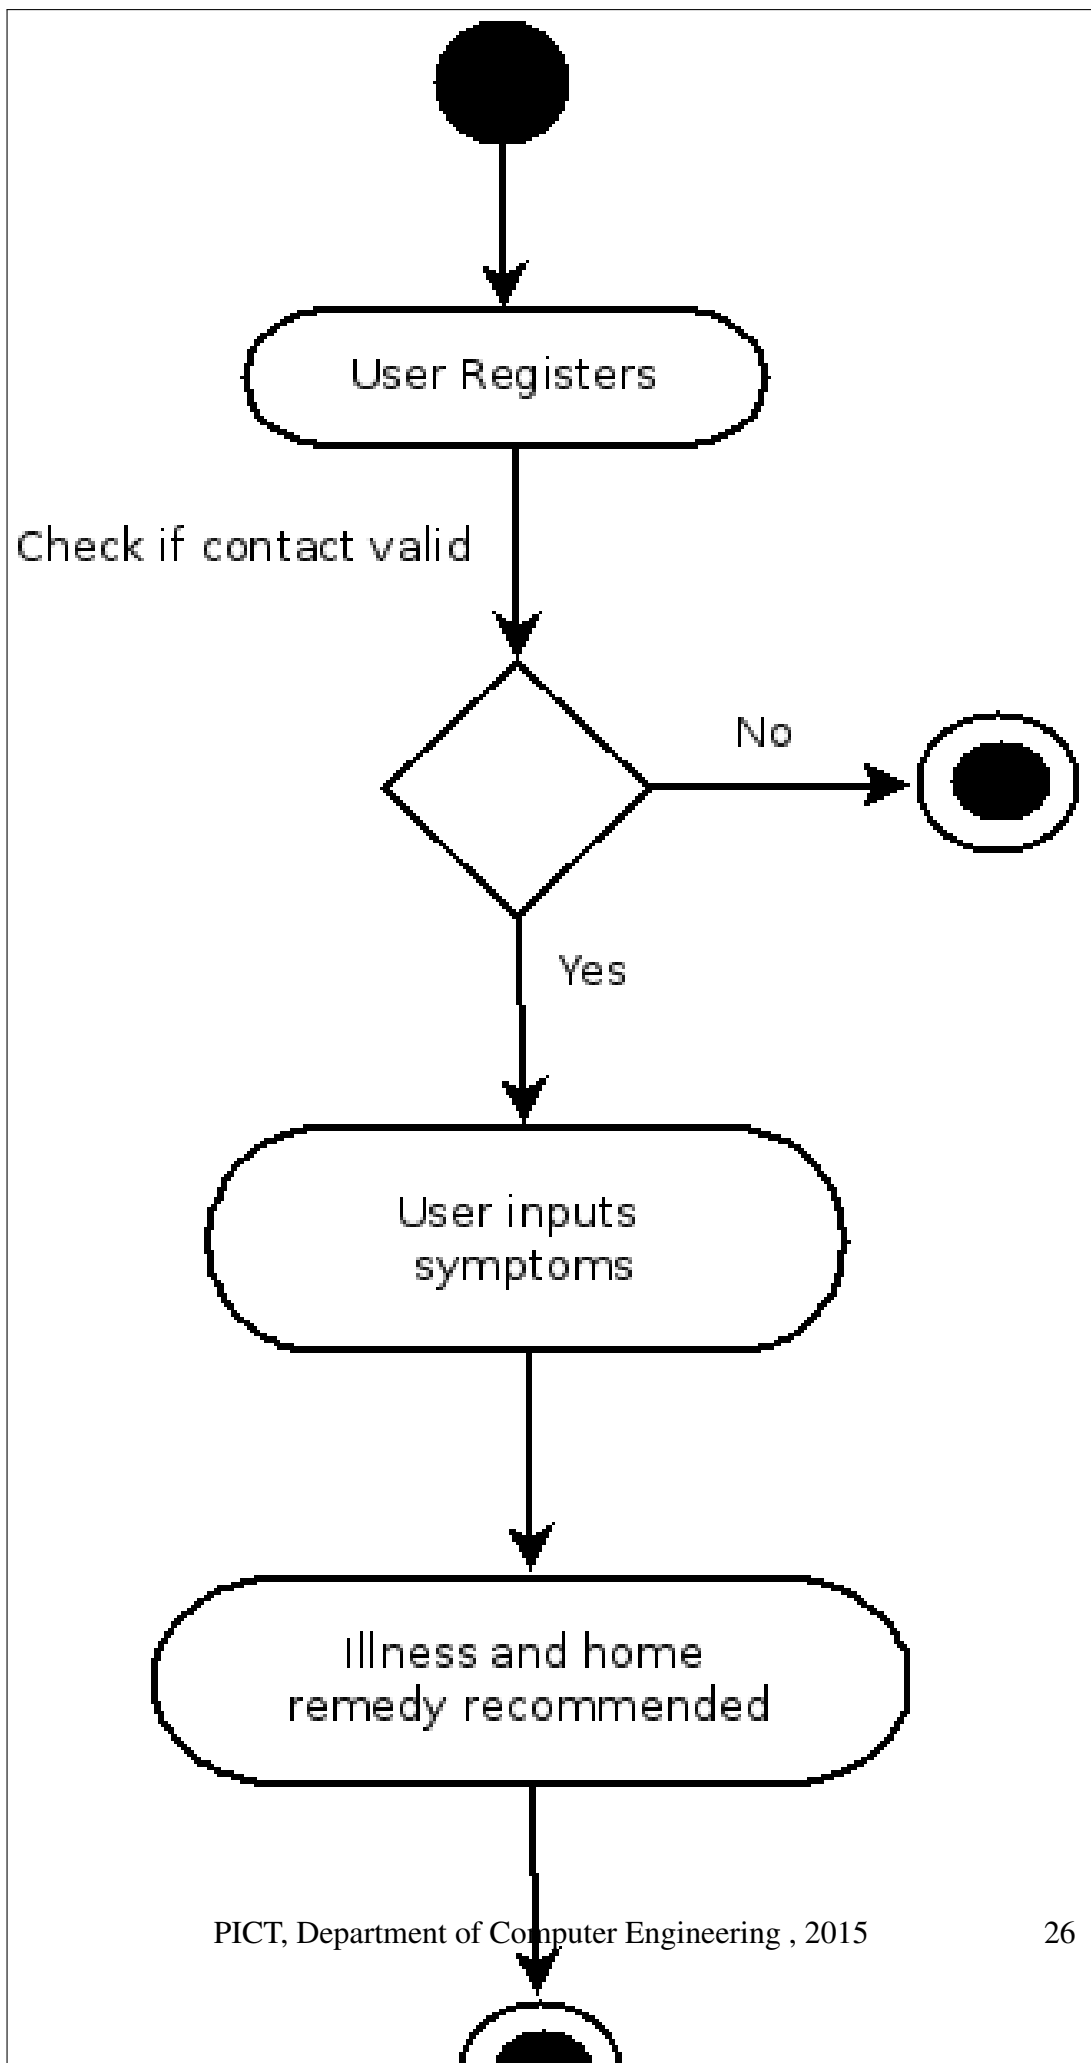 User Registers
Check if contact valid
No
Yes
User inputs
symptoms
Illness and home
remedy recommended
PICT, Department of Computer Engineering , 2015 26